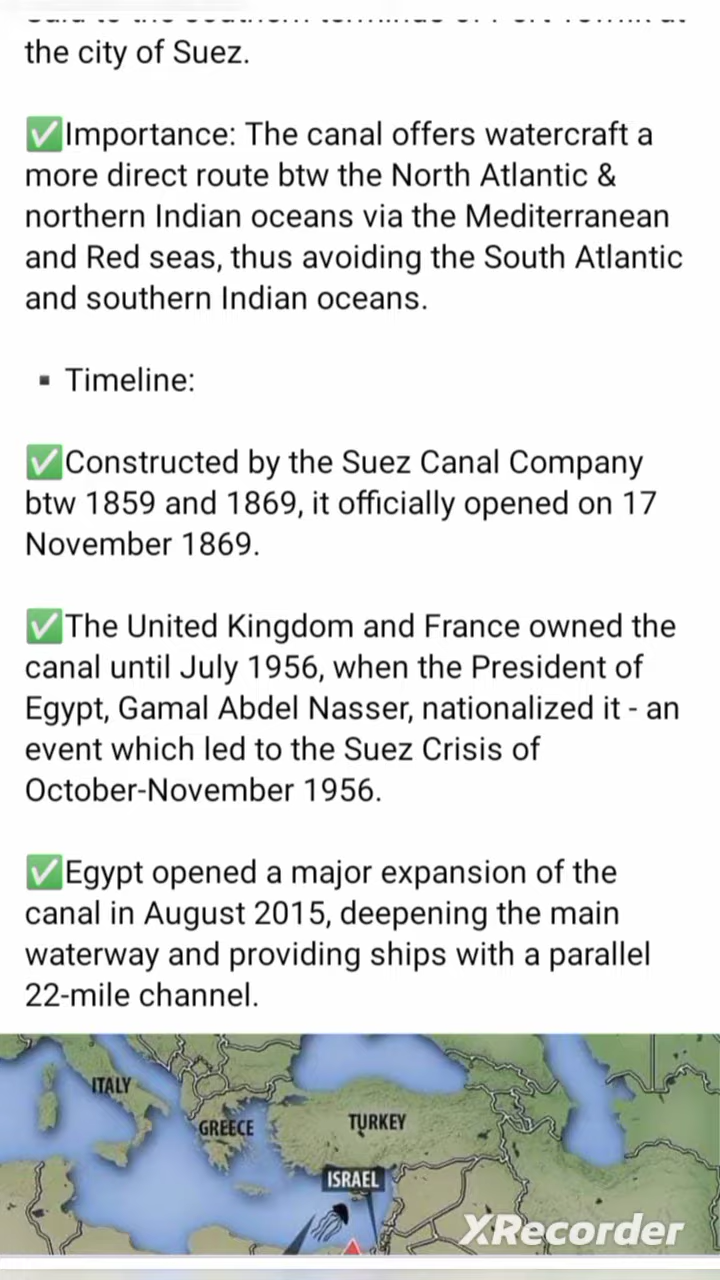 the city of Suez.
✅Importance: The canal offers watercraft a
more direct route btw the North Atlantic &
northern Indian oceans via the Mediterranean
and Red seas, thus avoiding the South Atlantic
and southern Indian oceans.
▪ Timeline:
✅Constructed by the Suez Canal Company
btw 1859 and 1869, it officially opened on 17
November 1869.
✅The United Kingdom and France owned the
canal until July 1956, when the President of
Egypt, Gamal Abdel Nasser, nationalized it - an
event which led to the Suez Crisis of
October-November 1956.
✅Egypt opened a major expansion of the
canal in August 2015, deepening the main
waterway and providing ships with a parallel
22-mile channel.
ITALY
GREECE
TURKEY
ISRAEL
XRecorder